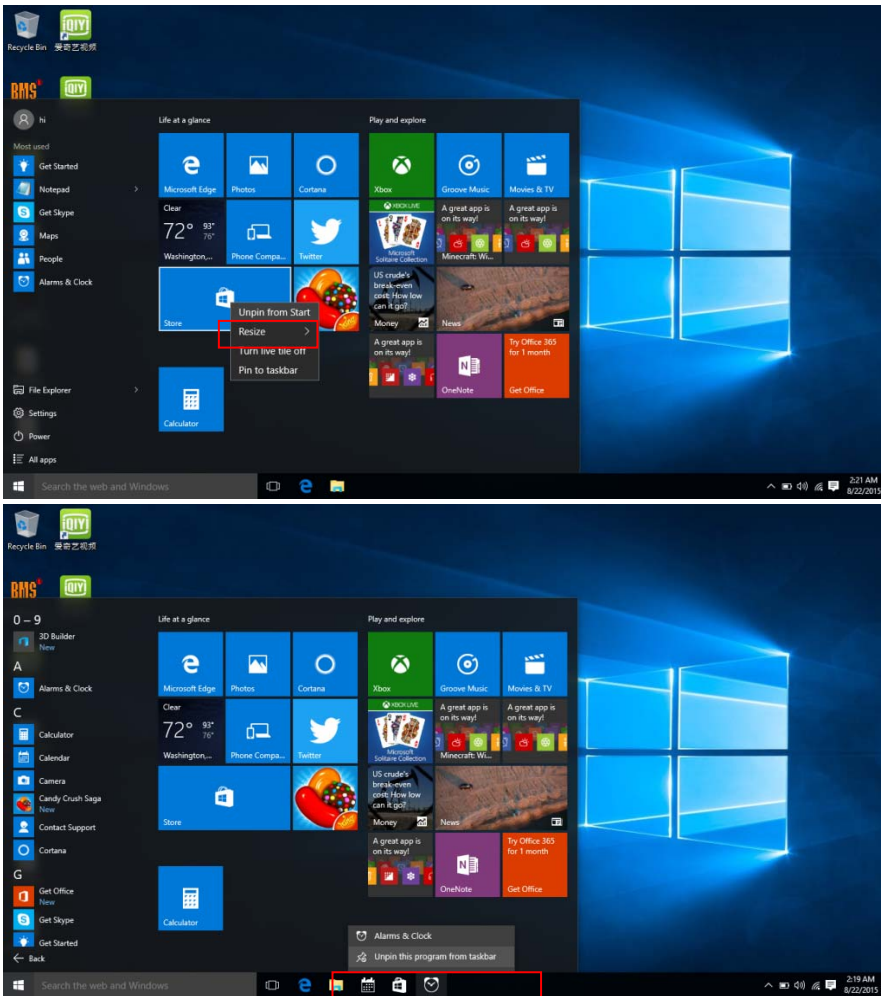 iQIYI
Recycle Bin
爱奇艺视频
BMS
iQIYI
hi
Life at a glance
Play and explore
Most used
Get Started
Notepad
Get Skype
Maps
People
Alarms & Clock
File Explorer
Settings
Power
All apps
Microsoft Edge
Photos
Cortana
Xbox
Groove Music
Movies & TV
Clear
72° 93°
76°
Washington,...
Phone Compa...
Twitter
XBOX LIVE
Microsoft
Solitaire Collection
A great app is
on its way!
Minecraft: Wi...
A great app is
on its way!
Store
US crude's
break-even
cost: How low
can it go?
Money
News
Unpin from Start
Resize
Turn live tile off
Pin to taskbar
A great app is
on its way!
OneNote
Try Office 365
for 1 month
Get Office
Calculator
Search the web and Windows
2:21 AM
8/22/2015
iQIYI
Recycle Bin
爱奇艺视频
BMS
iQIYI
0 – 9
3D Builder
New
A
Alarms & Clock
C
Calculator
Calendar
Camera
Candy Crush Saga
New
Contact Support
Cortana
G
Get Office
New
Get Skype
Get Started
Back
Life at a glance
Play and explore
Microsoft Edge
Photos
Cortana
Xbox
Groove Music
Movies & TV
Clear
72° 93°
76°
Washington,...
Phone Compa...
Twitter
XBOX LIVE
Microsoft
Solitaire Collection
A great app is
on its way!
Minecraft: Wi...
A great app is
on its way!
Store
US crude's
break-even
cost: How low
can it go?
Money
News
A great app is
on its way!
OneNote
Try Office 365
for 1 month
Get Office
Calculator
Alarms & Clock
Unpin this program from taskbar
Search the web and Windows
2:19 AM
8/22/2015